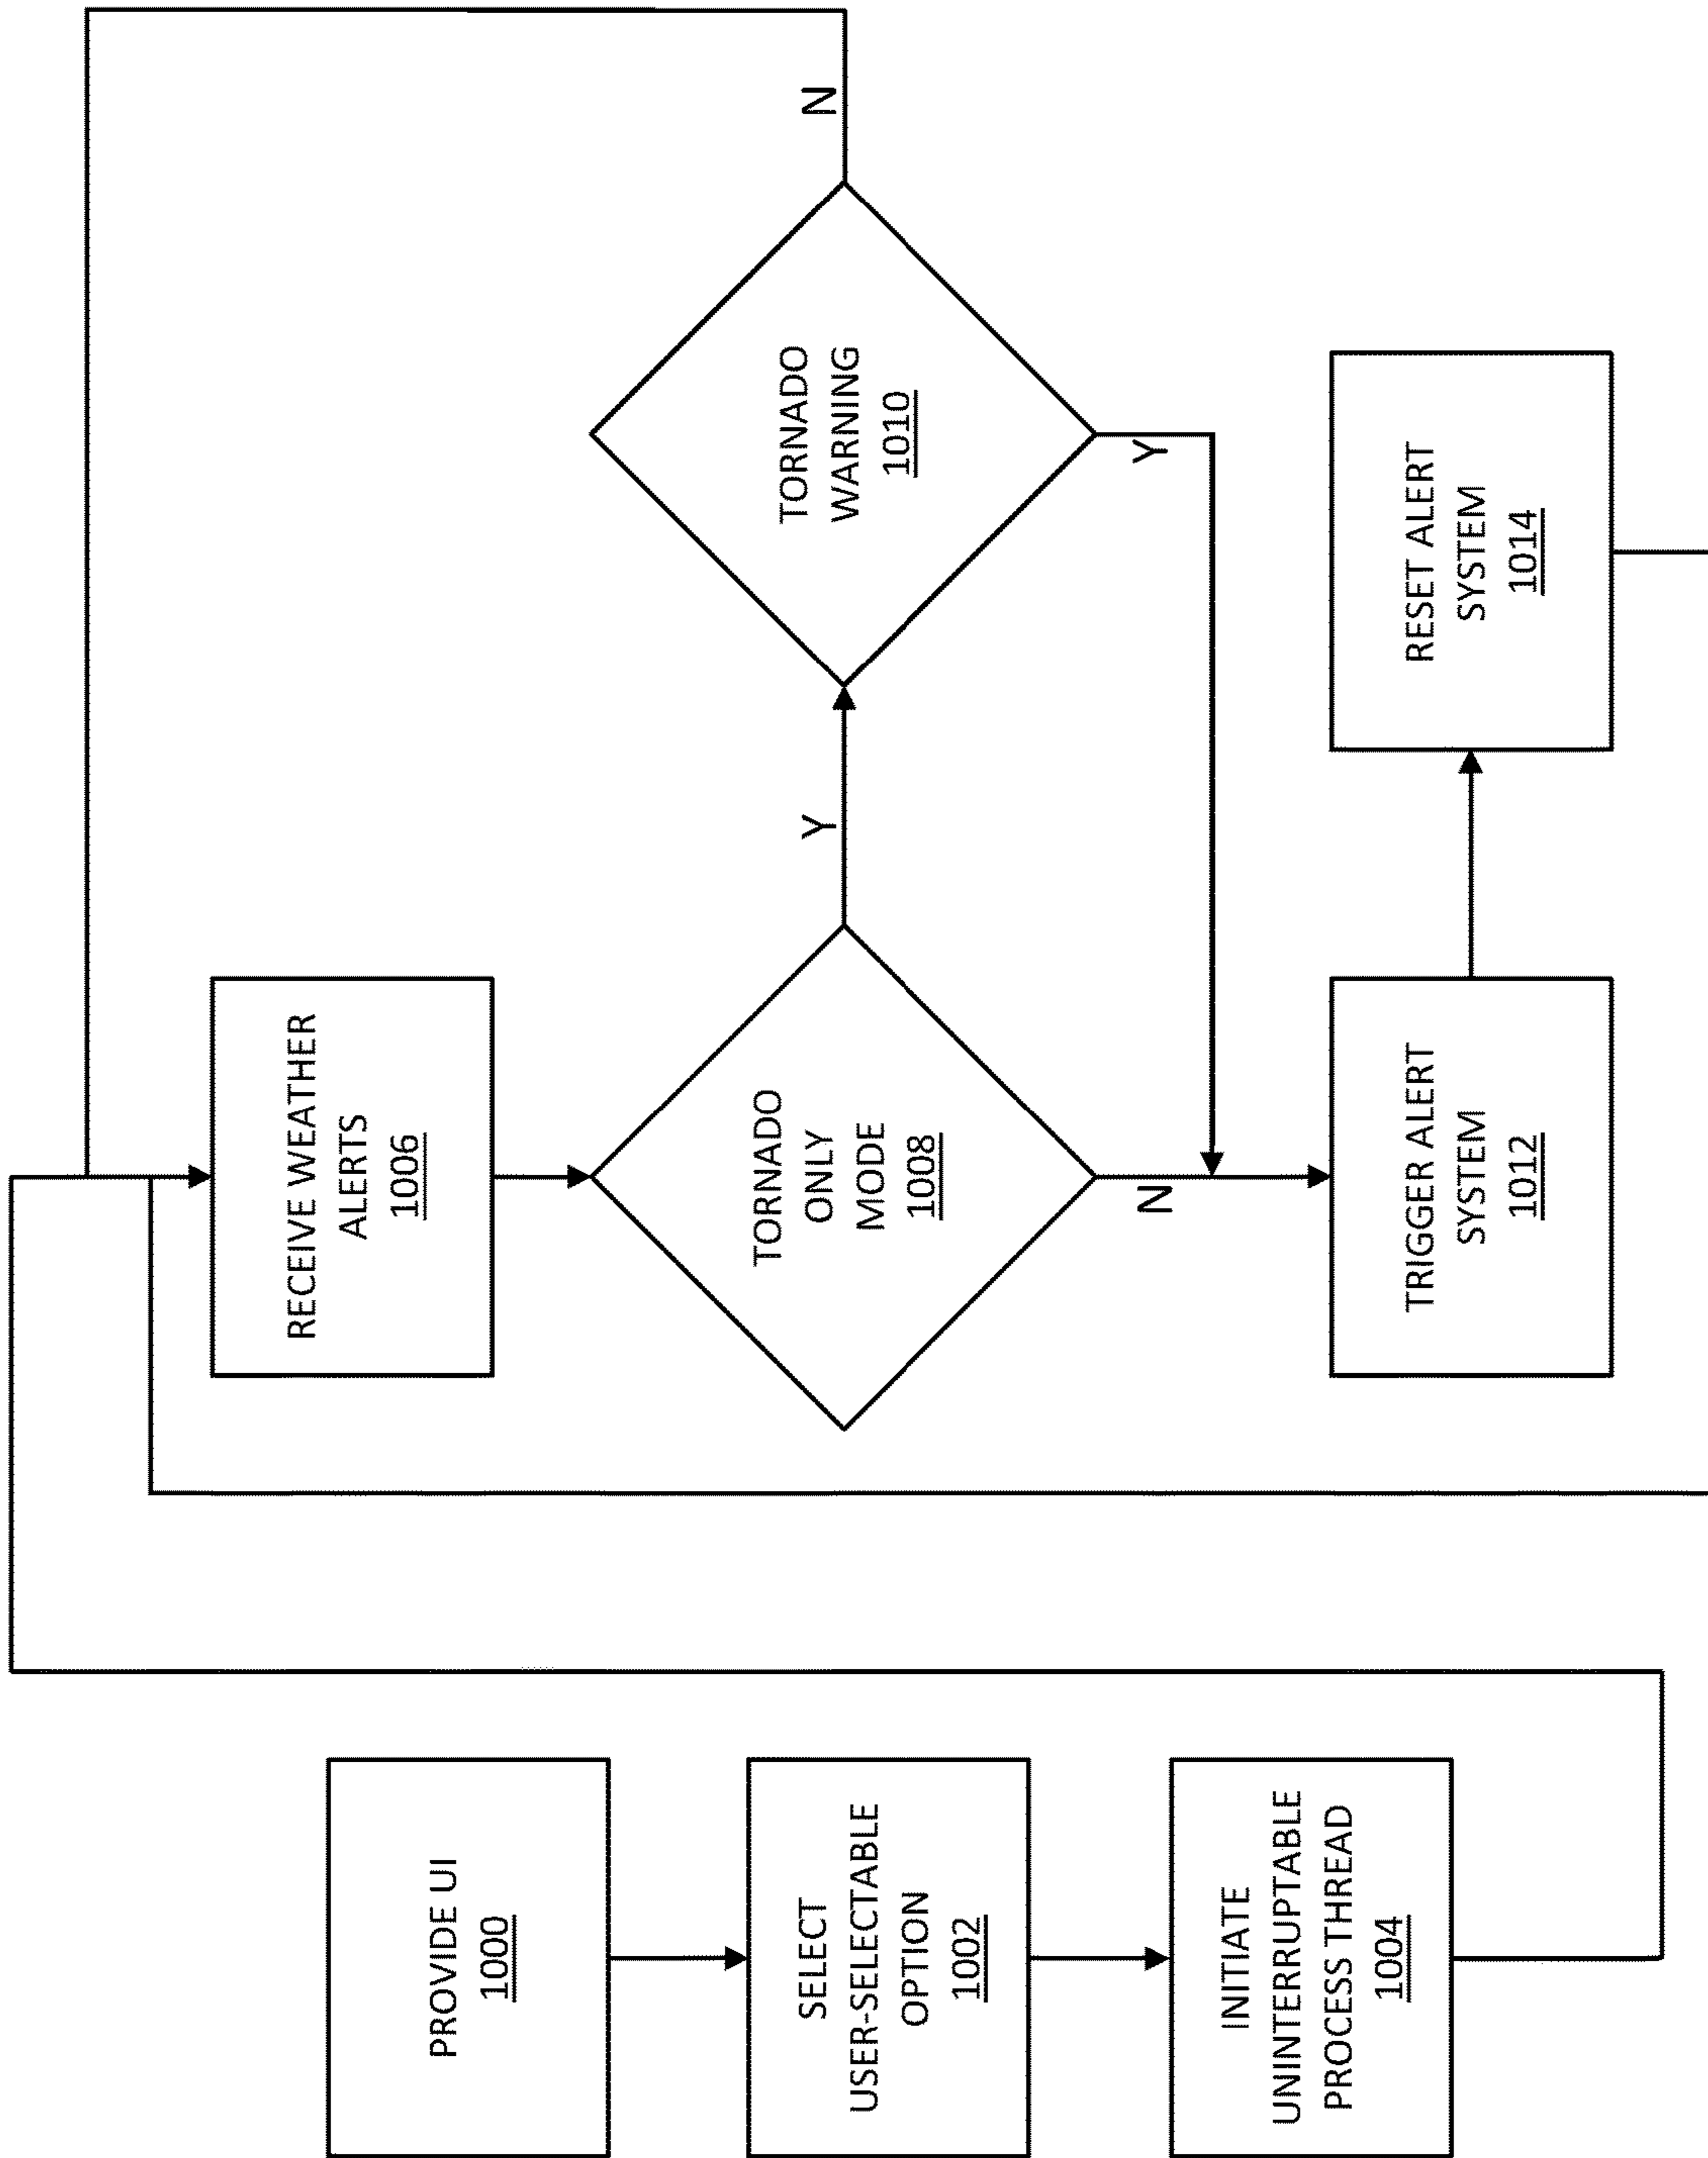 PROVIDE UI
1000
SELECT
USER-SELECTABLE
OPTION
1002
INITIATE
UNINTERRUPTABLE
PROCESS THREAD
1004
RECEIVE WEATHER
ALERTS
1006
TORNADO
ONLY
MODE
1008
Y
N
TORNADO
WARNING
1010
N
Y
TRIGGER ALERT
SYSTEM
1012
RESET ALERT
SYSTEM
1014